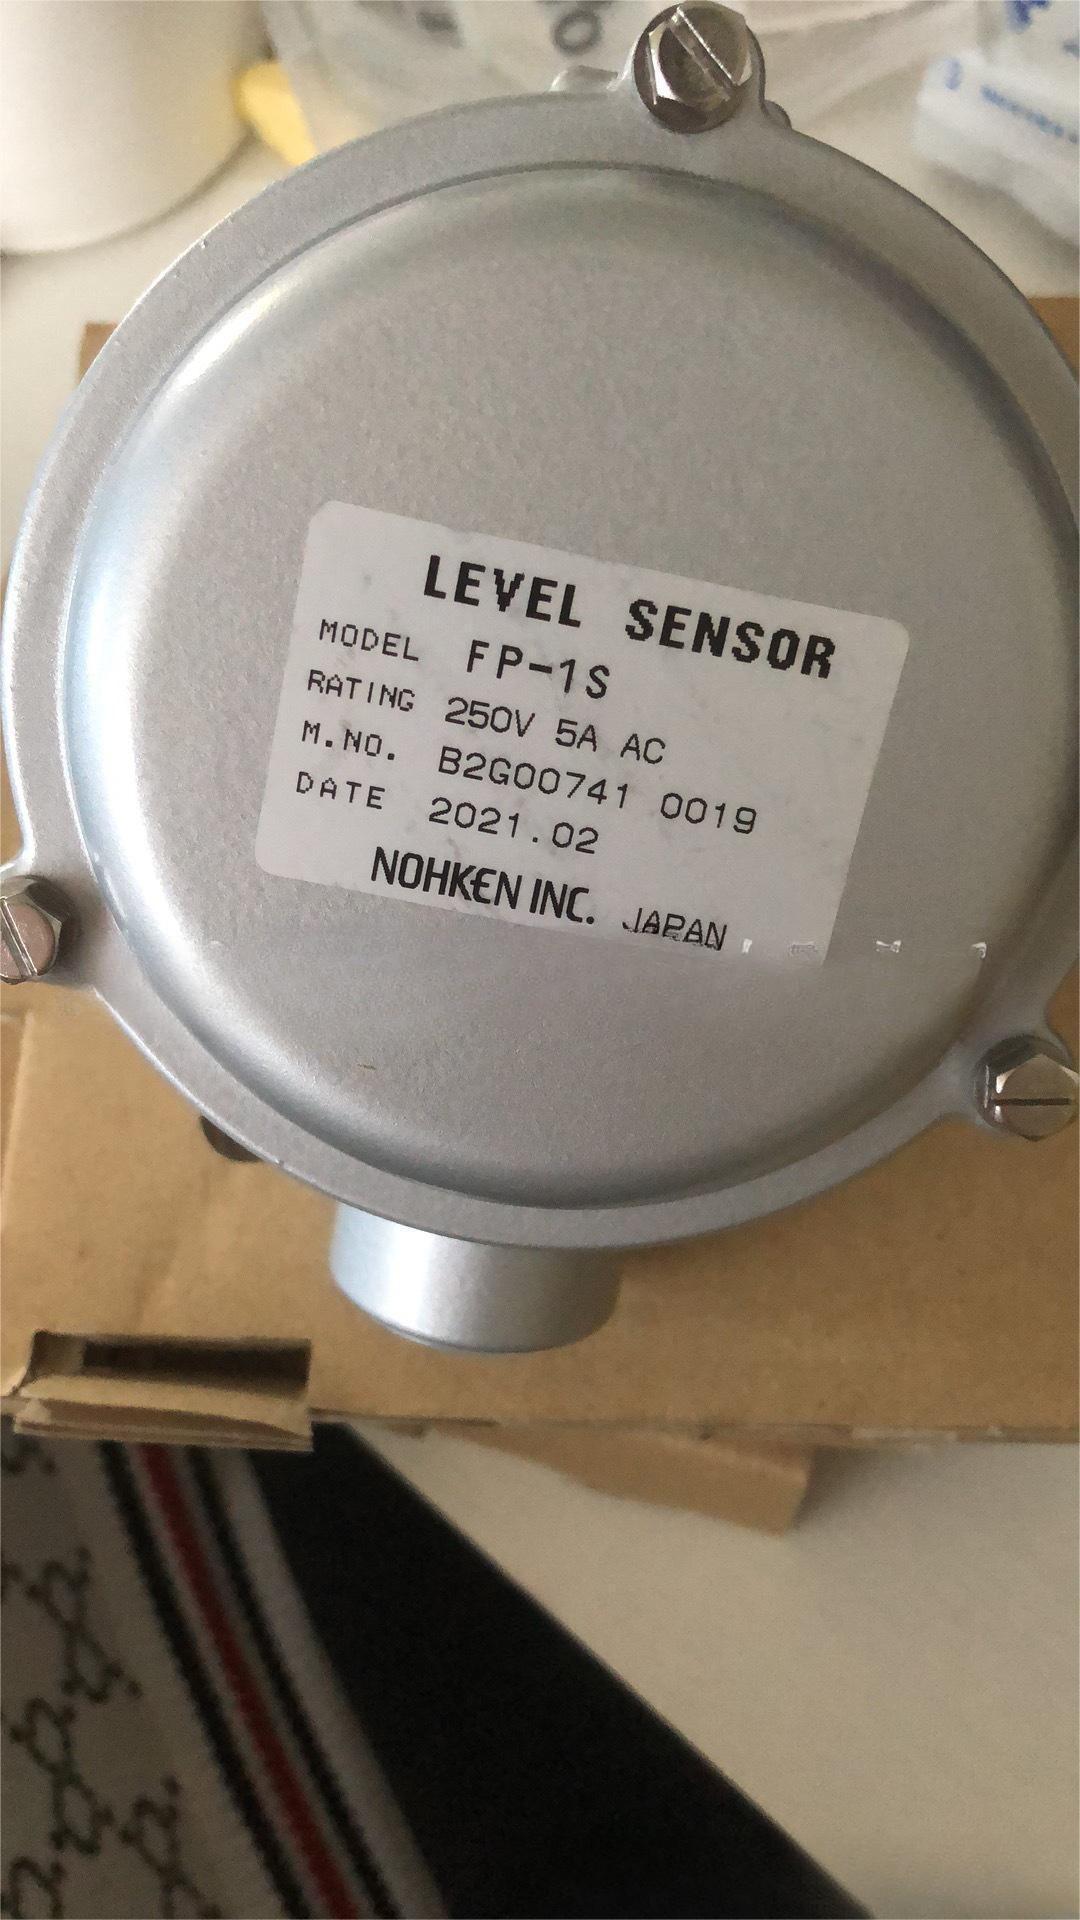 LEVEL SENSOR
MODEL FP-1S
RATING 250V 5A AC
M.NO. B2G00741 0019
DATE 2021.02
NOHKEN INC. JAPAN